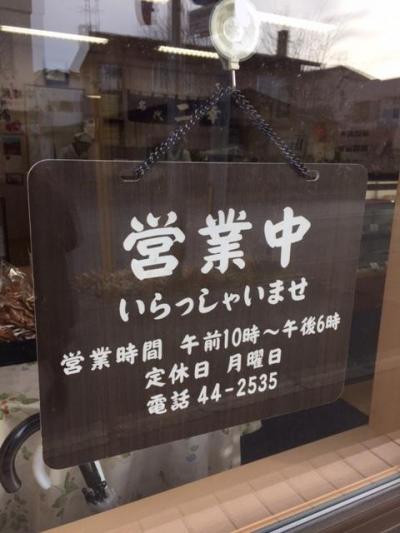 営業中
いらっしゃいませ
営業時間 午前10時〜午後6時
定休日 月曜日
電話 44-2535